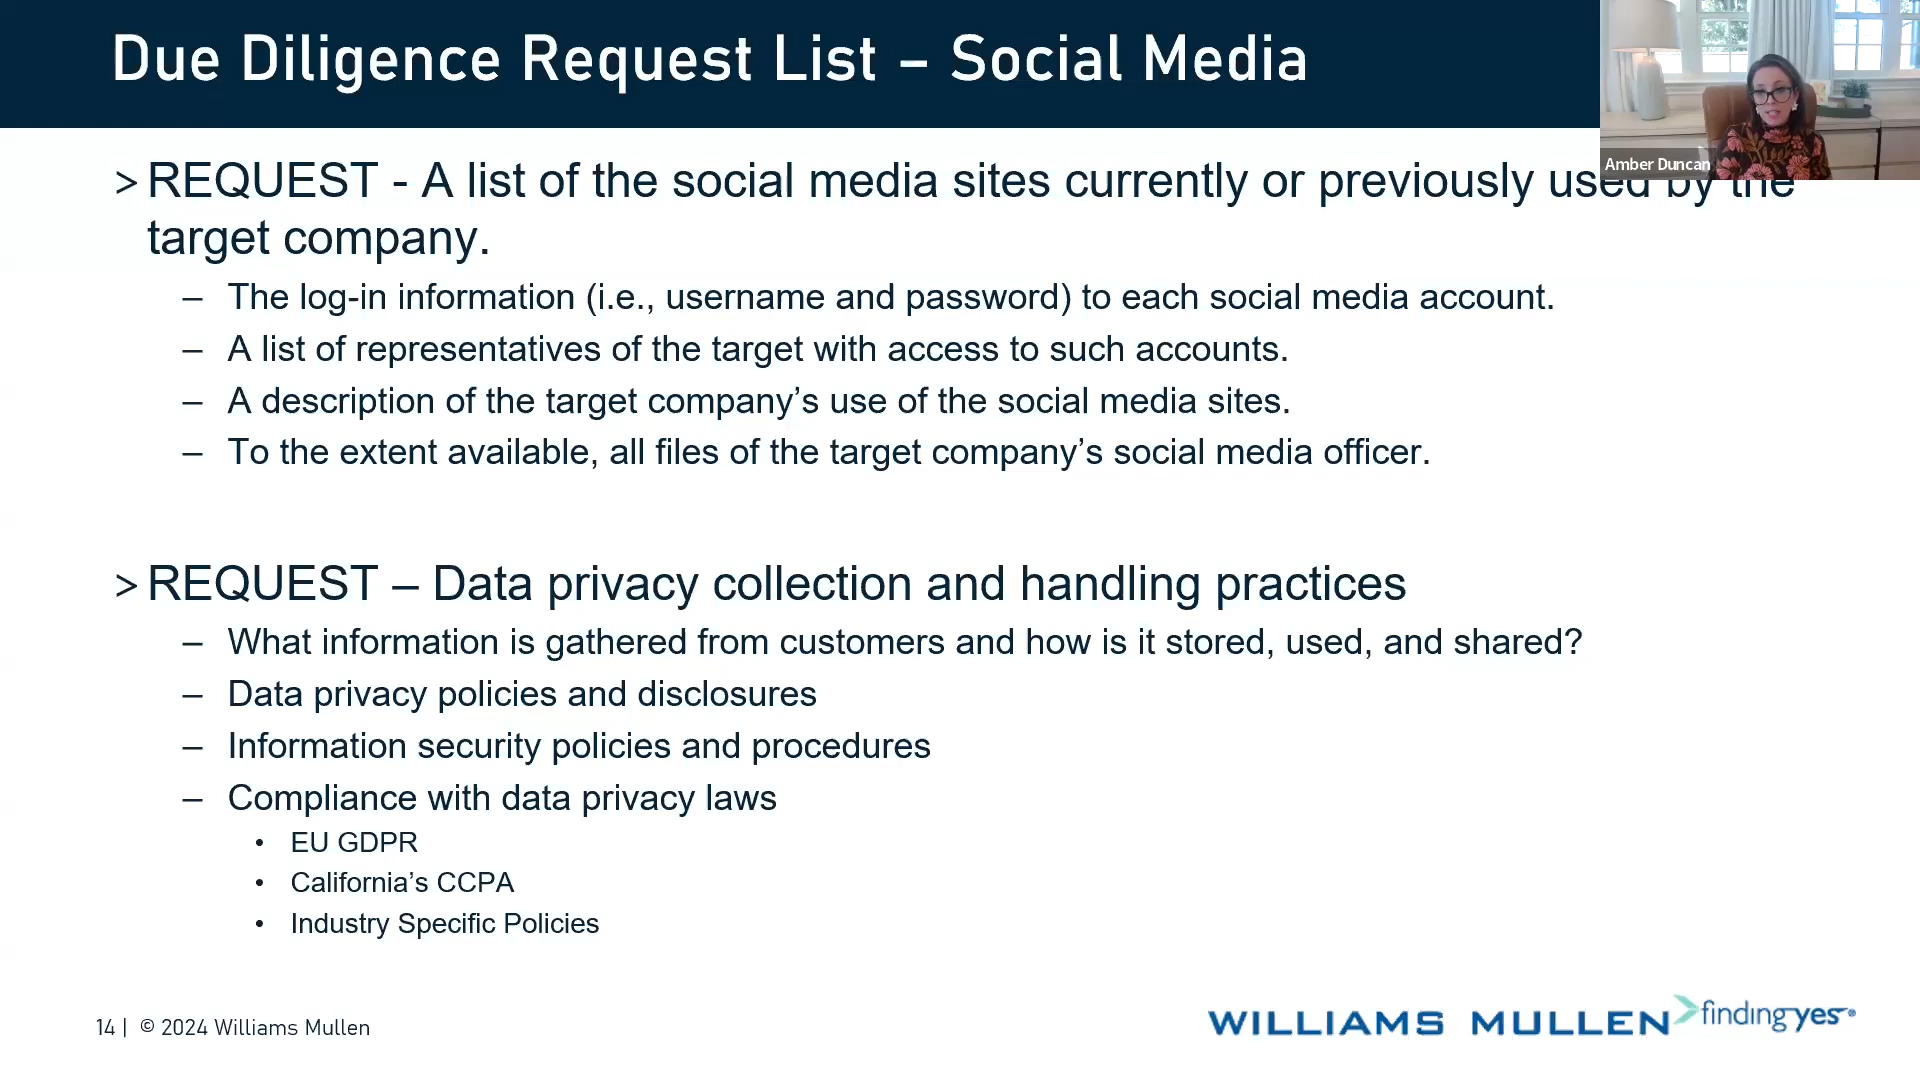 Due Diligence Request List – Social Media
Amber Duncan
> REQUEST - A list of the social media sites currently or previously used by the
target company.
– The log-in information (i.e., username and password) to each social media account.
– A list of representatives of the target with access to such accounts.
– A description of the target company’s use of the social media sites.
– To the extent available, all files of the target company’s social media officer.
> REQUEST – Data privacy collection and handling practices
– What information is gathered from customers and how is it stored, used, and shared?
– Data privacy policies and disclosures
– Information security policies and procedures
– Compliance with data privacy laws
• EU GDPR
• California’s CCPA
• Industry Specific Policies
14 | © 2024 Williams Mullen
WILLIAMS MULLEN findingyes®